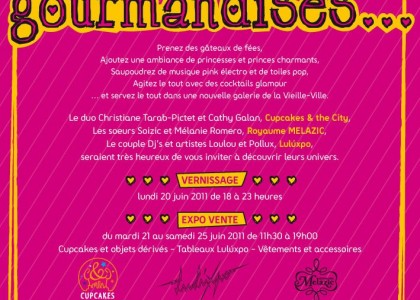 gourmandises...
Prenez des gâteaux de fées,
Ajoutez une ambiance de princesses et princes charmants,
Saupoudrez de musique pink électro et de toiles pop,
Agitez le tout avec des cocktails glamour
... et servez le tout dans une nouvelle galerie de la Vieille-Ville.
Le duo Christiane Tarab-Pictet et Cathy Galan, Cupcakes & the City,
Les soeurs Soizic et Mélanie Romero, Royaume MELAZIC,
Le couple Dj's et artistes Loulou et Pollux, Lulúxpo,
seraient très heureux de vous inviter à découvrir leurs univers.
VERNISSAGE
lundi 20 juin 2011 de 18 à 23 heures
EXPO VENTE
du mardi 21 au samedi 25 juin 2011 de 11h30 à 19h00
Cupcakes et objets dérivés - Tableaux Lulúxpo - Vêtements et accessoires
Melazic
CUPCAKES